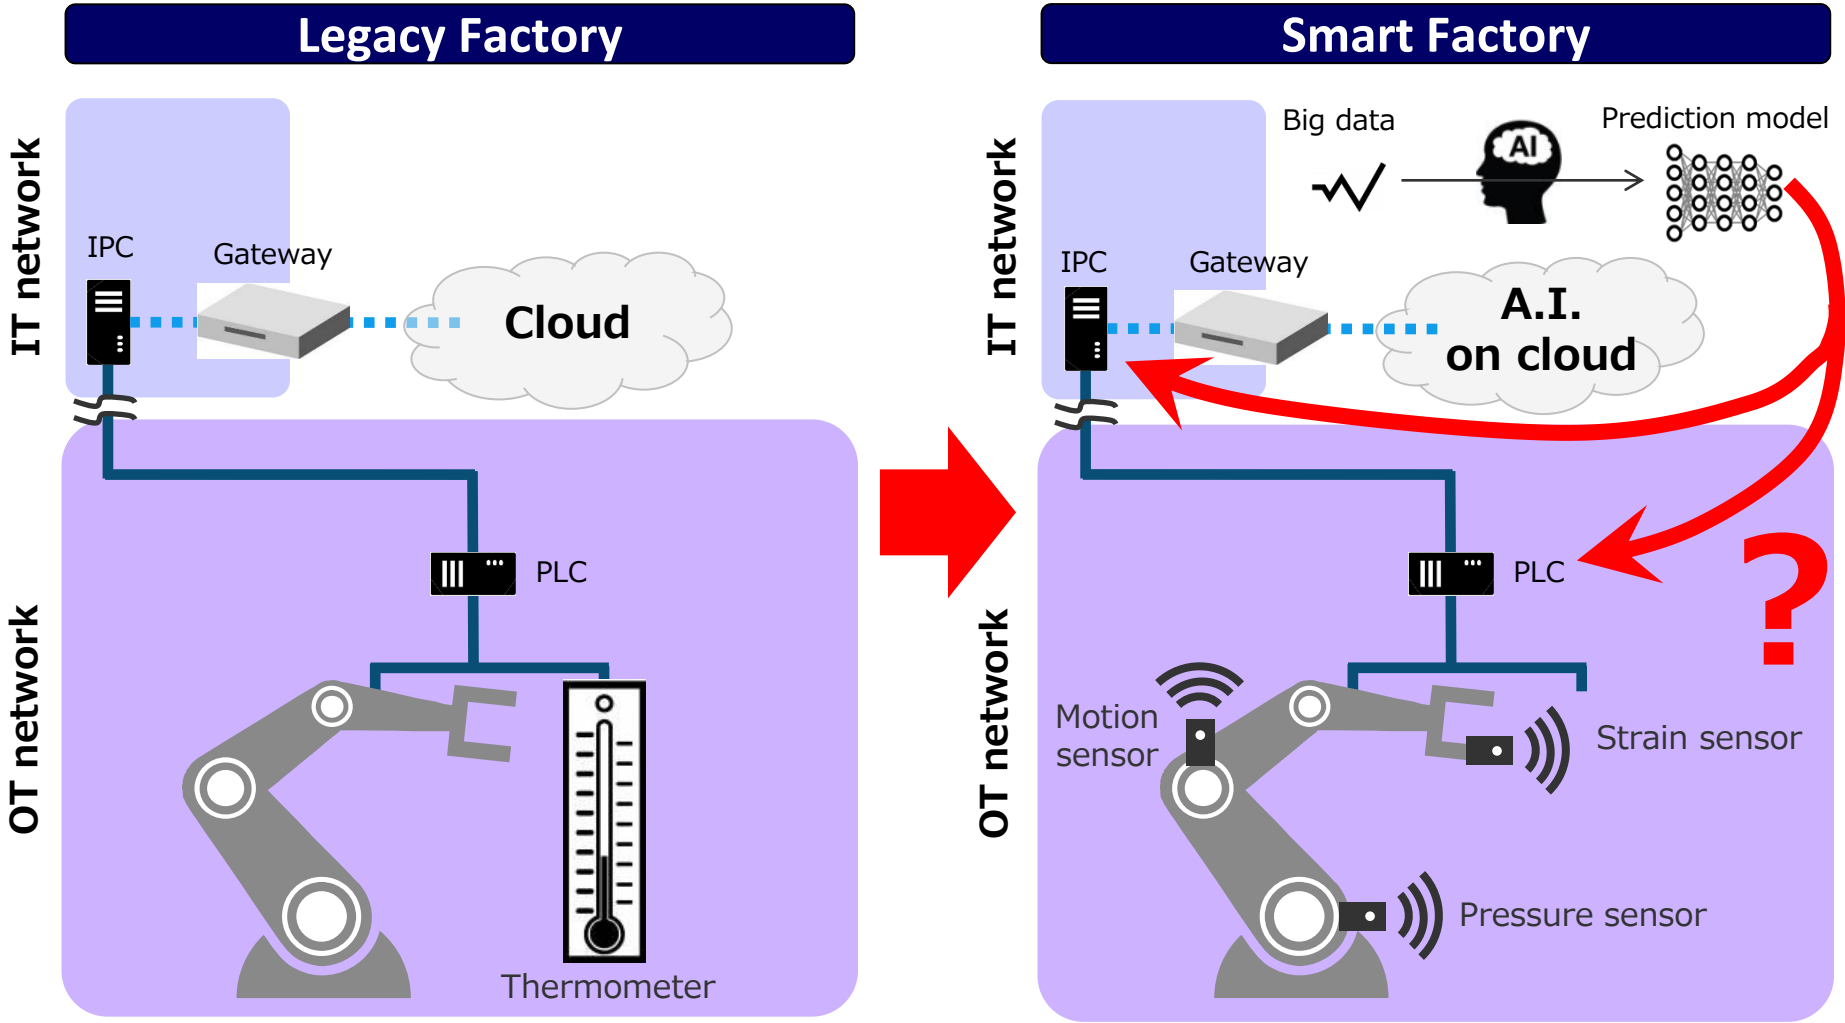 Legacy Factory
IT network
IPC
Gateway
Cloud
OT network
PLC
Thermometer
Smart Factory
IT network
Big data
AI
Prediction model
IPC
Gateway
A.I.
on cloud
OT network
PLC
?
Motion
sensor
Strain sensor
Pressure sensor